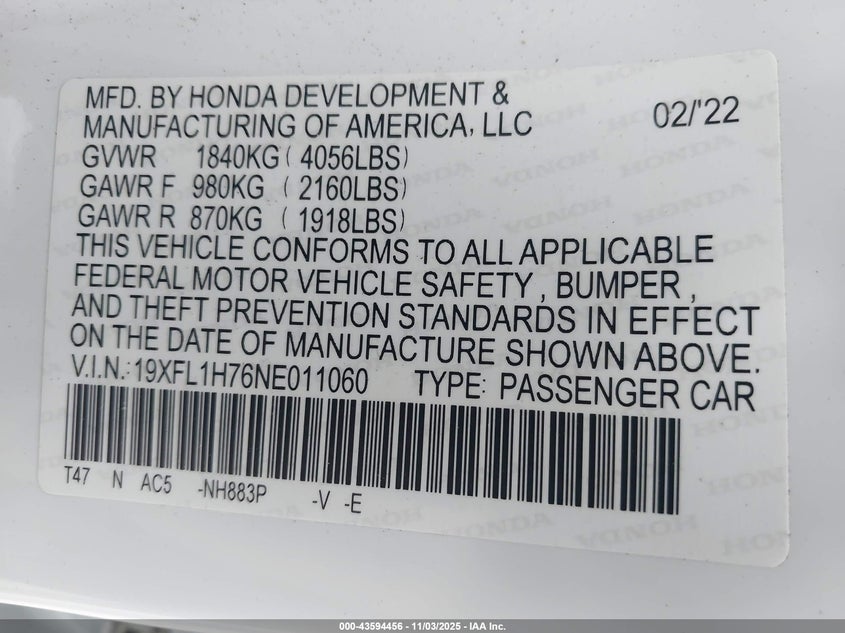 MFD. BY HONDA DEVELOPMENT &
MANUFACTURING OF AMERICA, LLC 02/'22
GVWR 1840KG ( 4056LBS)
GAWR F 980KG ( 2160LBS)
GAWR R 870KG ( 1918LBS)
THIS VEHICLE CONFORMS TO ALL APPLICABLE
FEDERAL MOTOR VEHICLE SAFETY , BUMPER ,
AND THEFT PREVENTION STANDARDS IN EFFECT
ON THE DATE OF MANUFACTURE SHOWN ABOVE.
V.I.N.:19XFL1H76NE011060 TYPE: PASSENGER CAR
T47 N AC5 -NH883P -V -E
000-43594456 - 11/03/2025 - IAA Inc.